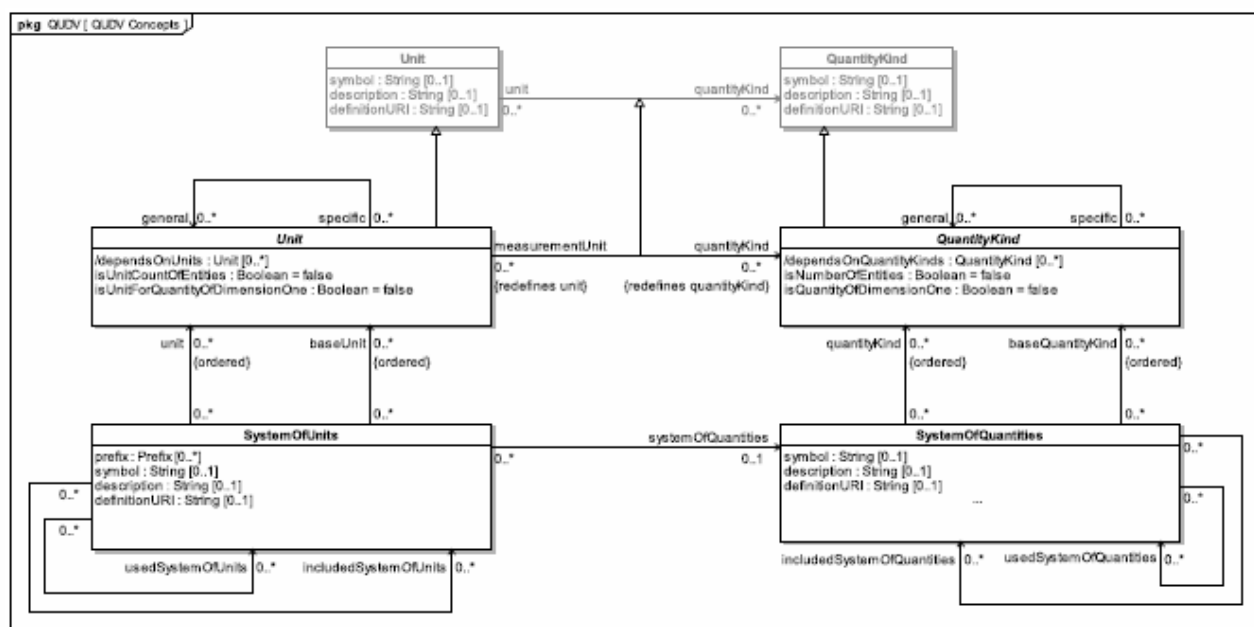 pkg QUDV [ QUDV Concepts ]
Unit
symbol : String [0..1]
description : String [0..1]
definitionURI : String [0..1]
unit
0..*
quantityKind
0..*
QuantityKind
symbol : String [0..1]
description : String [0..1]
definitionURI : String [0..1]
general 0..*
specific 0..*
Unit
/dependsOnUnits : Unit [0..*]
isUnitCountOfEntities : Boolean = false
isUnitForQuantityOfDimensionOne : Boolean = false
measurementUnit
0..*
{redefines unit}
quantityKind
0..*
{redefines quantityKind}
general 0..*
specific 0..*
QuantityKind
/dependsOnQuantityKinds : QuantityKind [0..*]
isNumberOfEntities : Boolean = false
isQuantityOfDimensionOne : Boolean = false
unit 0..*
{ordered}
0..*
baseUnit 0..*
{ordered}
0..*
quantityKind 0..*
{ordered}
0..*
baseQuantityKind 0..*
{ordered}
0..*
SystemOfUnits
prefix : Prefix [0..*]
symbol : String [0..1]
description : String [0..1]
definitionURI : String [0..1]
0..*
0..*
0..*
systemOfQuantities
0..1
SystemOfQuantities
symbol : String [0..1]
description : String [0..1]
definitionURI : String [0..1]
...
0..*
0..*
usedSystemOfUnits 0..*
includedSystemOfUnits 0..*
includedSystemOfQuantities 0..*
usedSystemOfQuantities 0..*